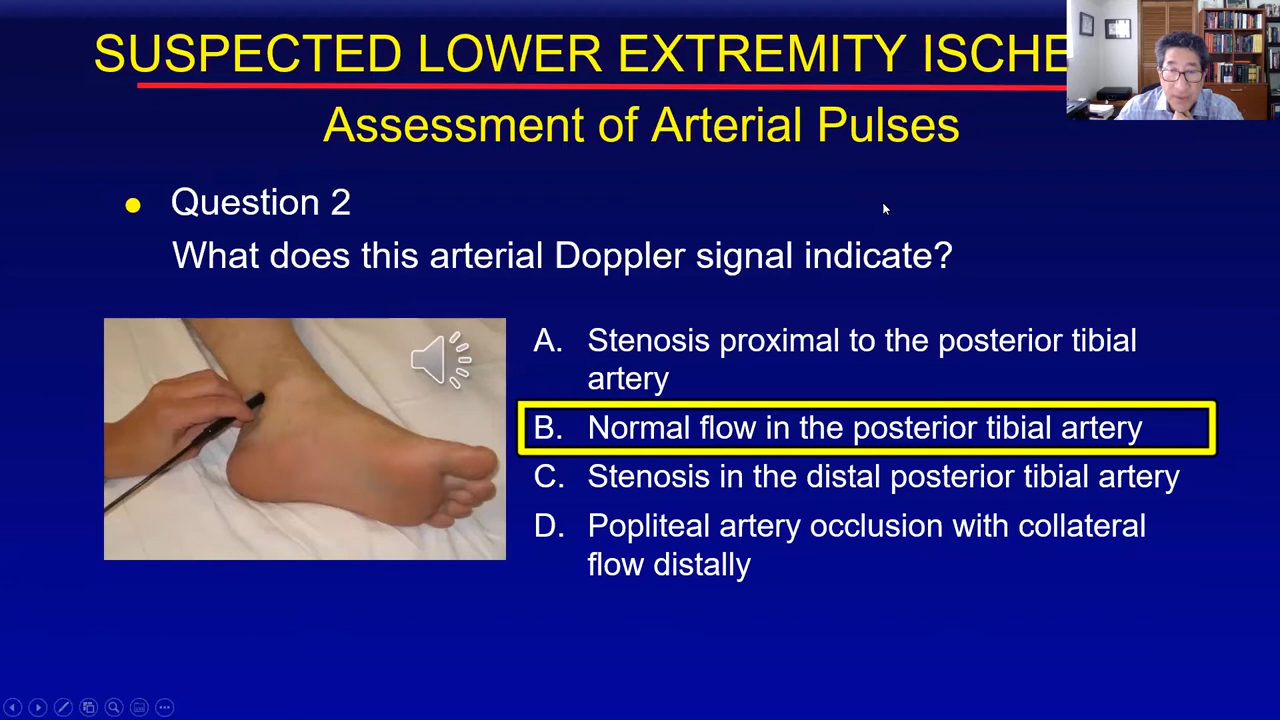 SUSPECTED LOWER EXTREMITY ISCHE
Assessment of Arterial Pulses
● Question 2
What does this arterial Doppler signal indicate?
A. Stenosis proximal to the posterior tibial
artery
B. Normal flow in the posterior tibial artery
C. Stenosis in the distal posterior tibial artery
D. Popliteal artery occlusion with collateral
flow distally